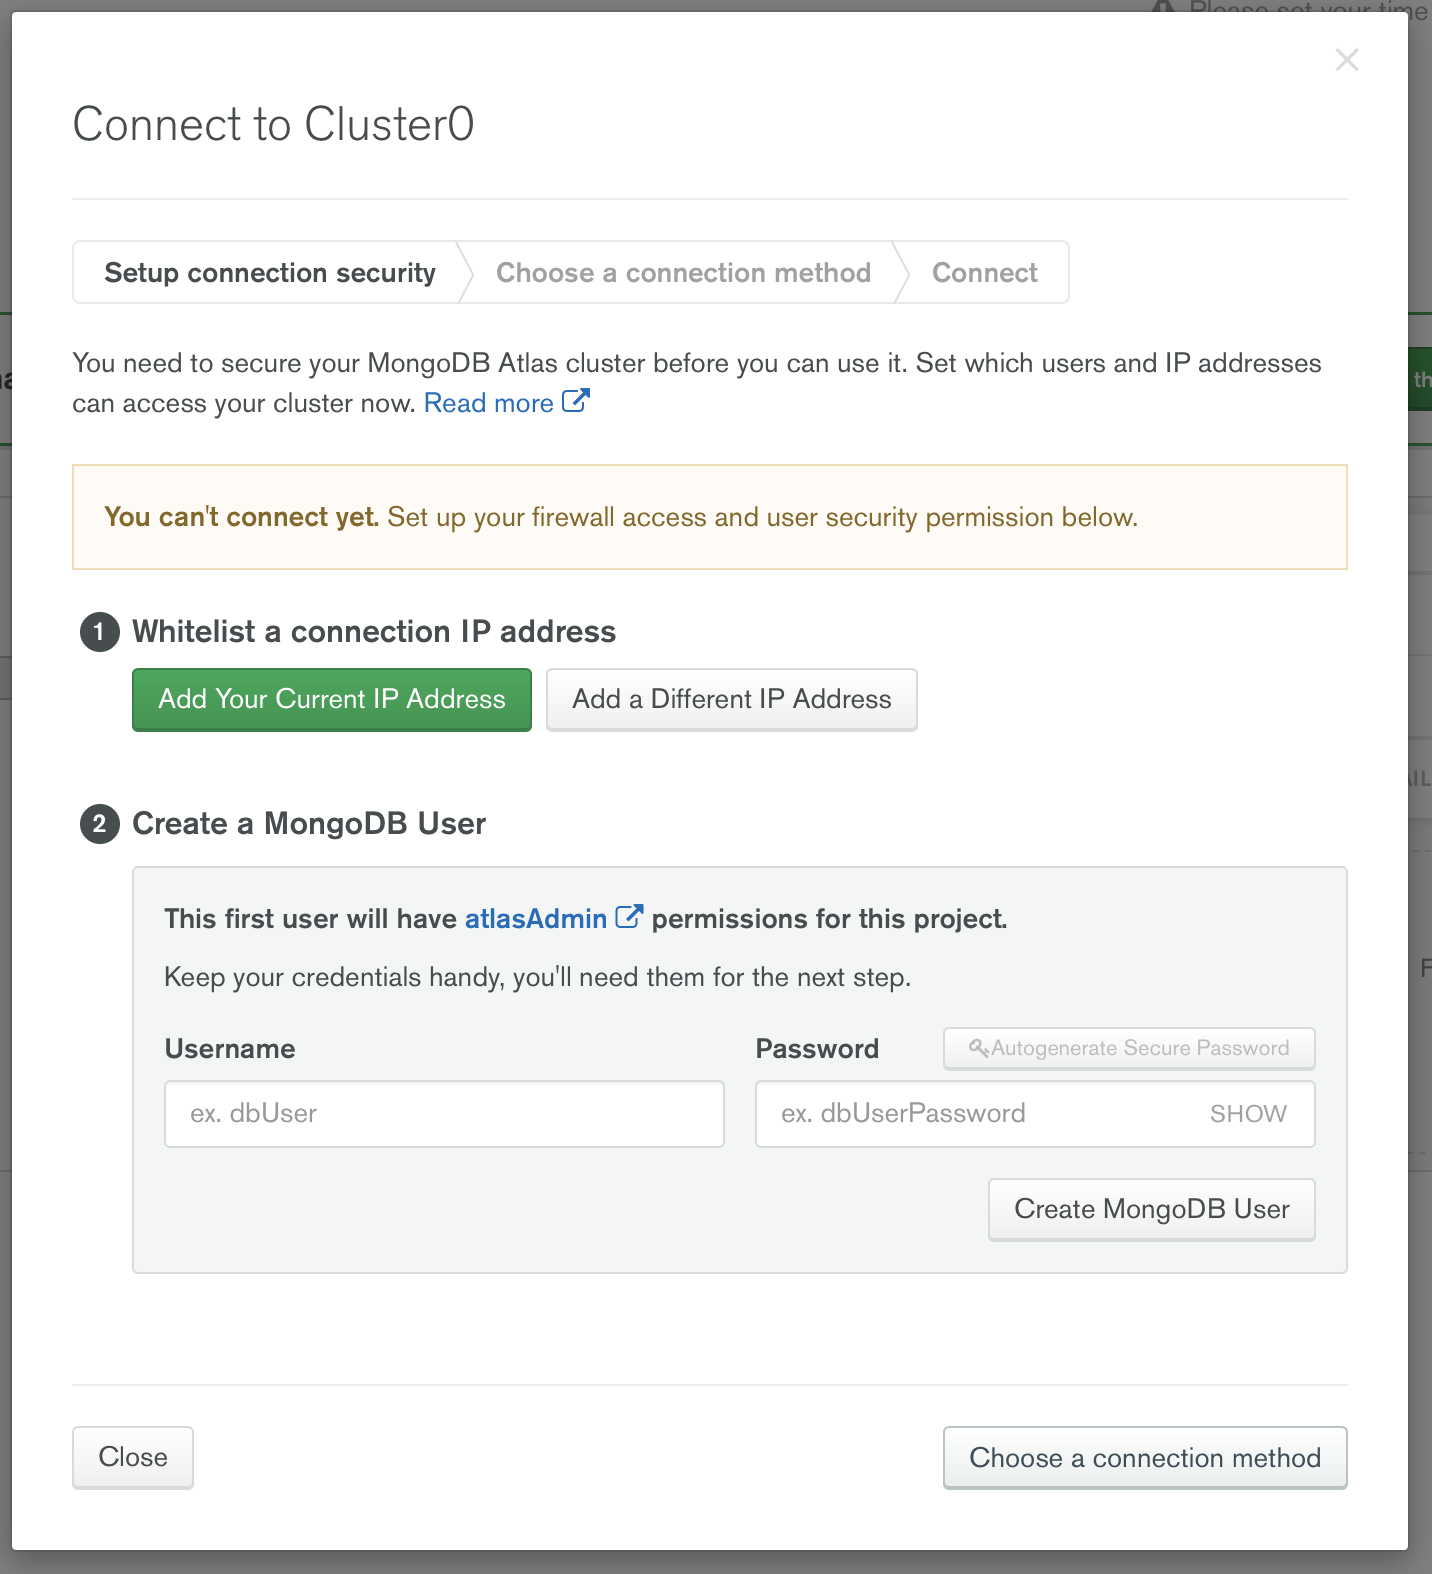 Please set your time
Connect to Cluster0
Setup connection security
Choose a connection method
Connect
You need to secure your MongoDB Atlas cluster before you can use it. Set which users and IP addresses
can access your cluster now. Read more
You can't connect yet. Set up your firewall access and user security permission below.
1 Whitelist a connection IP address
Add Your Current IP Address
Add a Different IP Address
2 Create a MongoDB User
This first user will have atlasAdmin permissions for this project.
Keep your credentials handy, you'll need them for the next step.
Username
Password
Autogenerate Secure Password
ex. dbUser
ex. dbUserPassword
SHOW
Create MongoDB User
Close
Choose a connection method